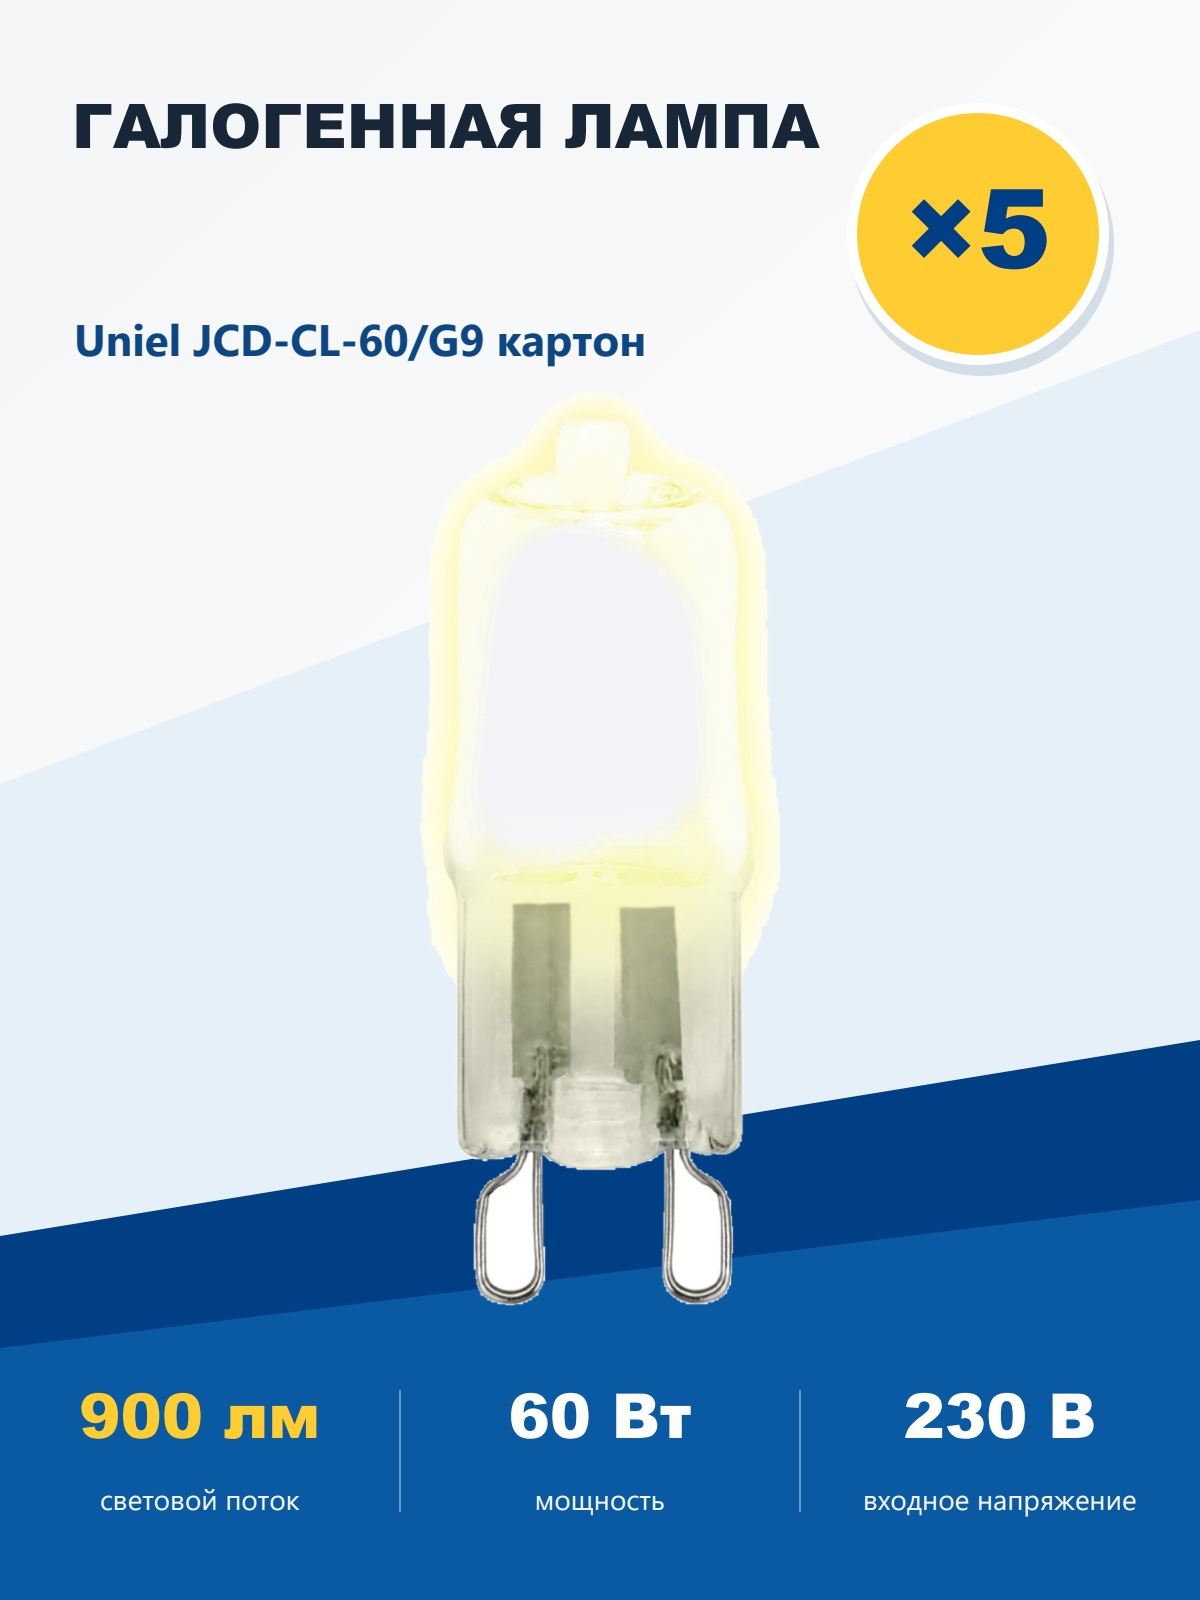 ГАЛОГЕННАЯ ЛАМПА
×5
Uniel JCD-CL-60/G9 картон
900 лм
60 Вт
230 В
световой поток
мощность
входное напряжение